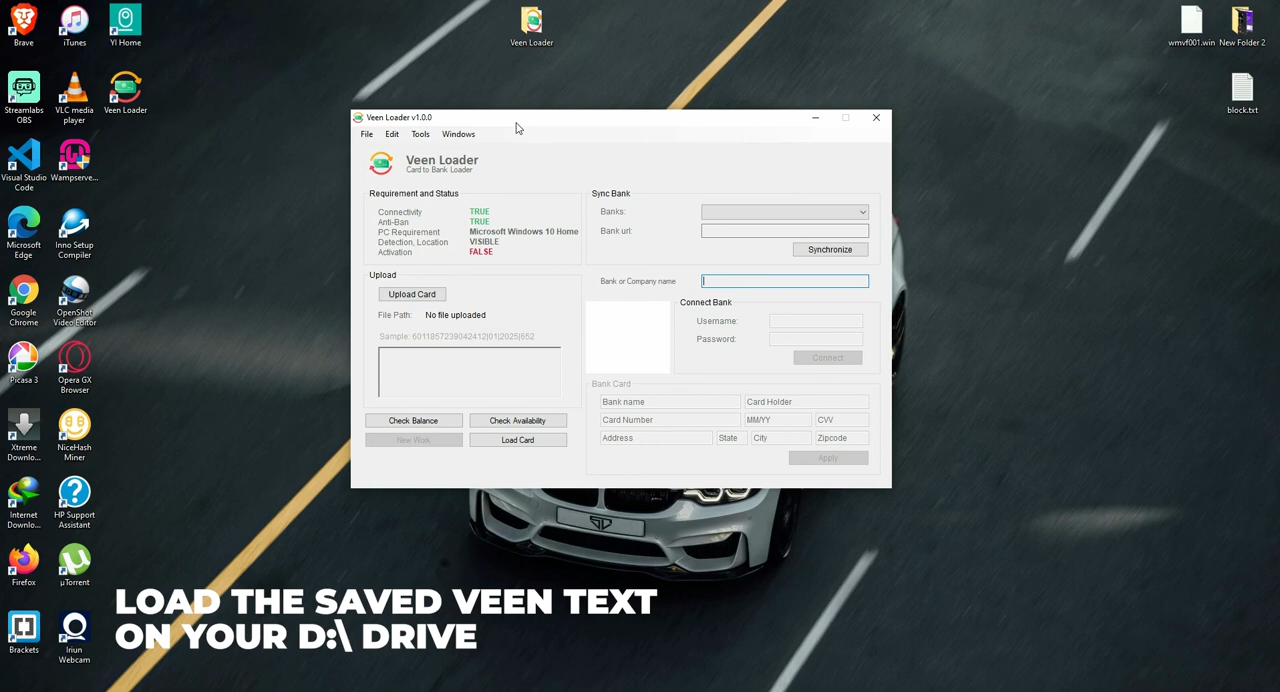 Brave
iTunes
YI Home
Veen Loader
wmvf001.win
New Folder 2
Streamlabs
OBS
VLC media
player
Veen Loader
block.txt
Visual Studio
Code
Wampserve...
Microsoft
Edge
Inno Setup
Compiler
Google
Chrome
OpenShot
Video Editor
Picasa 3
Opera GX
Browser
Xtreme
Downlo...
NiceHash
Miner
Internet
Downlo...
HP Support
Assistant
Firefox
µTorrent
Brackets
Iriun
Webcam
Veen Loader v1.0.0
File Edit Tools Windows
Veen Loader
Card to Bank Loader
Requirement and Status
Connectivity TRUE
Anti-Ban TRUE
PC Requirement Microsoft Windows 10 Home
Detection, Location VISIBLE
Activation FALSE
Upload
Upload Card
File Path: No file uploaded
Sample: 6011857239042412|01|2025|652
Check Balance Check Availability
New Work Load Card
Sync Bank
Banks:
Bank url:
Synchronize
Bank or Company name
Connect Bank
Username:
Password:
Connect
Bank Card
Bank name Card Holder
Card Number MM/YY CVV
Address State City Zipcode
Apply
LOAD THE SAVED VEEN TEXT
ON YOUR D:\ DRIVE